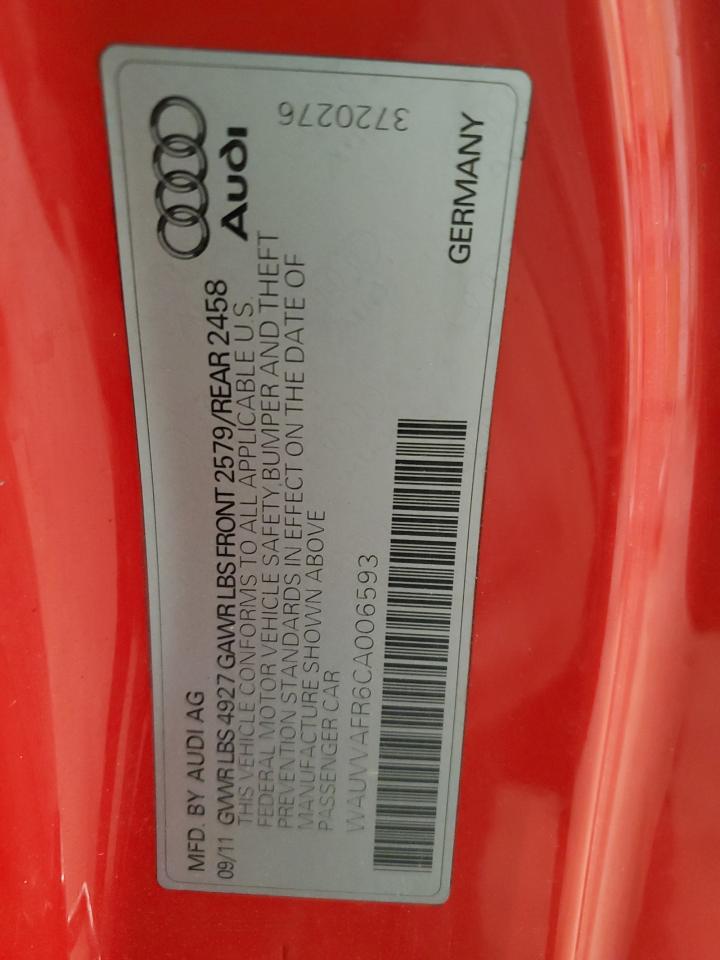 Audi
3720276
MFD. BY AUDI AG
09/11 GVWR LBS 4927 GAWR LBS FRONT 2579/REAR 2458
THIS VEHICLE CONFORMS TO ALL APPLICABLE U.S.
FEDERAL MOTOR VEHICLE SAFETY, BUMPER AND THEFT
PREVENTION STANDARDS IN EFFECT ON THE DATE OF
MANUFACTURE SHOWN ABOVE
PASSENGER CAR
WAUVVAFR6CA006593
GERMANY